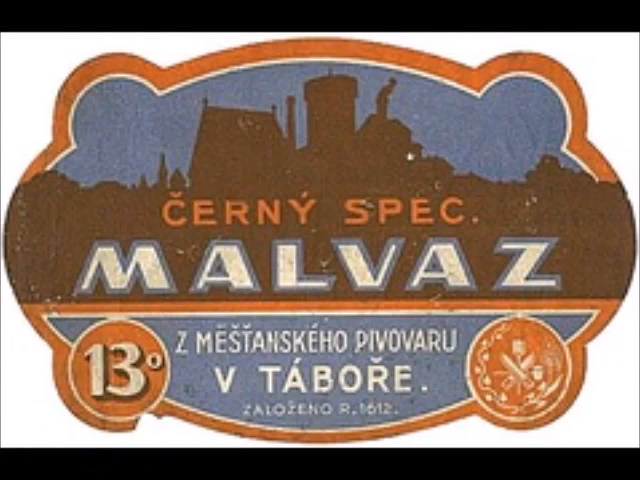 ČERNÝ SPEC.
MALVAZ
13°
Z MĚŠŤANSKÉHO PIVOVARU
V TÁBOŘE.
ZALOŽENO R. 1612.